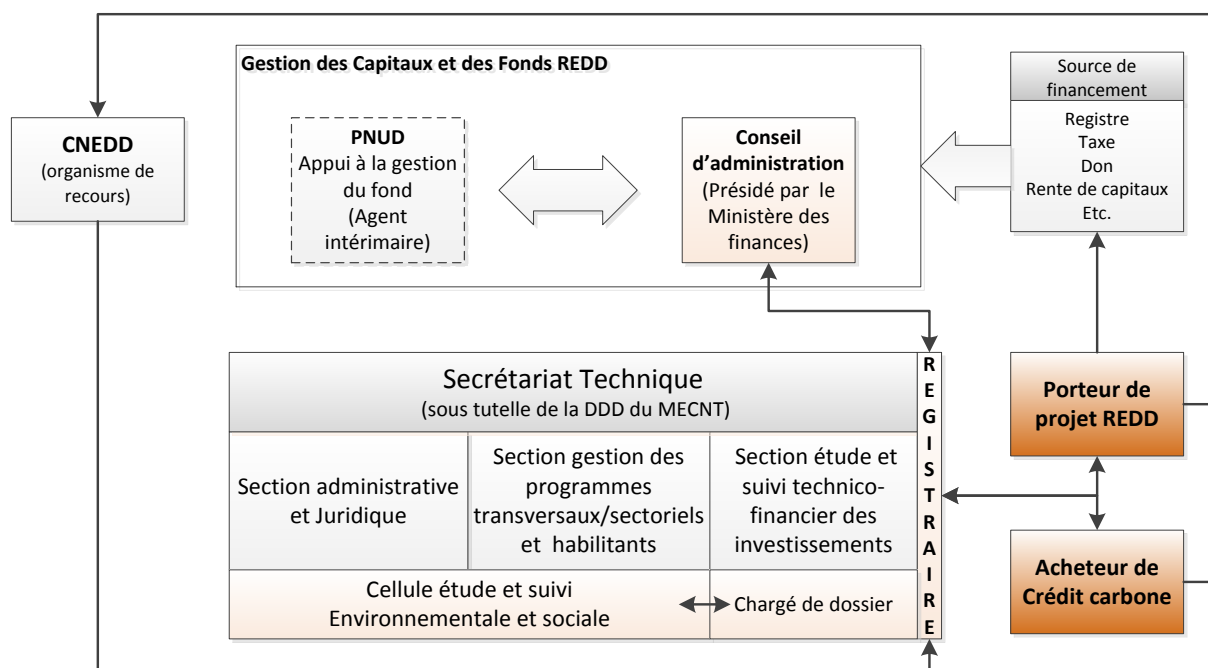 Gestion des Capitaux et des Fonds REDD
Source de
financement
Registre
Taxe
Don
Rente de capitaux
Etc.
CNEDD
(organisme de
recours)
PNUD
Appui à la gestion
du fond
(Agent
intérimaire)
Conseil
d'administration
(Présidé par le
Ministère des
finances)
Secrétariat Technique
(sous tutelle de la DDD du MECNT)
Section administrative
et Juridique
Section gestion des
programmes
transversaux/sectoriels
et habilitants
Section étude et
suivi technico-
financier des
investissements
Cellule étude et suivi
Environnementale et sociale
Chargé de dossier
R
E
G
I
S
T
R
A
I
R
E
Porteur de
projet REDD
Acheteur de
Crédit carbone